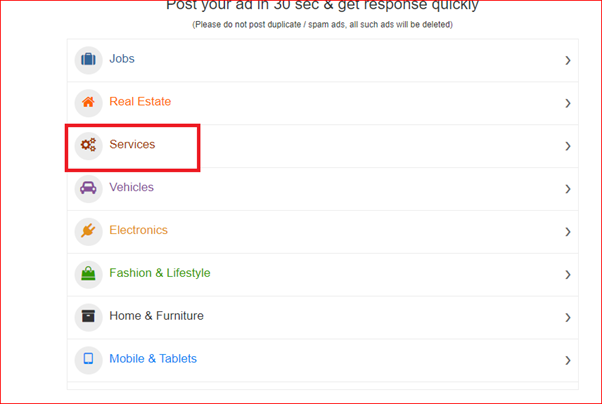 Post your ad in 30 sec & get response quickly
(Please do not post duplicate / spam ads, all such ads will be deleted)
Jobs
Real Estate
Services
Vehicles
Electronics
Fashion & Lifestyle
Home & Furniture
Mobile & Tablets